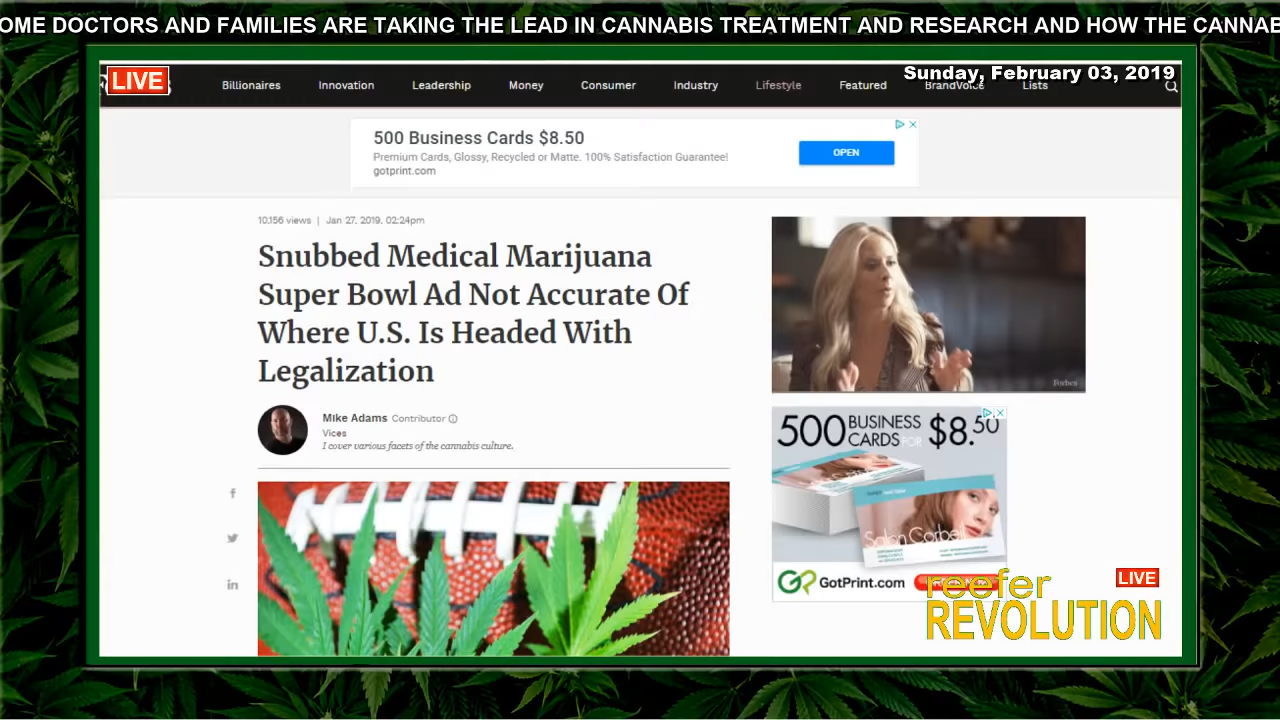 OME DOCTORS AND FAMILIES ARE TAKING THE LEAD IN CANNABIS TREATMENT AND RESEARCH AND HOW THE CANNAB
LIVE
Sunday, February 03, 2019
Billionaires Innovation Leadership Money Consumer Industry Lifestyle Featured BrandVoice Lists
500 Business Cards $8.50
Premium Cards, Glossy, Recycled or Matte. 100% Satisfaction Guarantee!
gotprint.com
OPEN
10,156 views | Jan 27, 2019, 02:24pm
Snubbed Medical Marijuana
Super Bowl Ad Not Accurate Of
Where U.S. Is Headed With
Legalization
Mike Adams Contributor
Vices
I cover various facets of the cannabis culture.
Forbes
500 BUSINESS CARDS FOR $8.50
Salon Corbell
GotPrint.com
reefer
LIVE
REVOLUTION